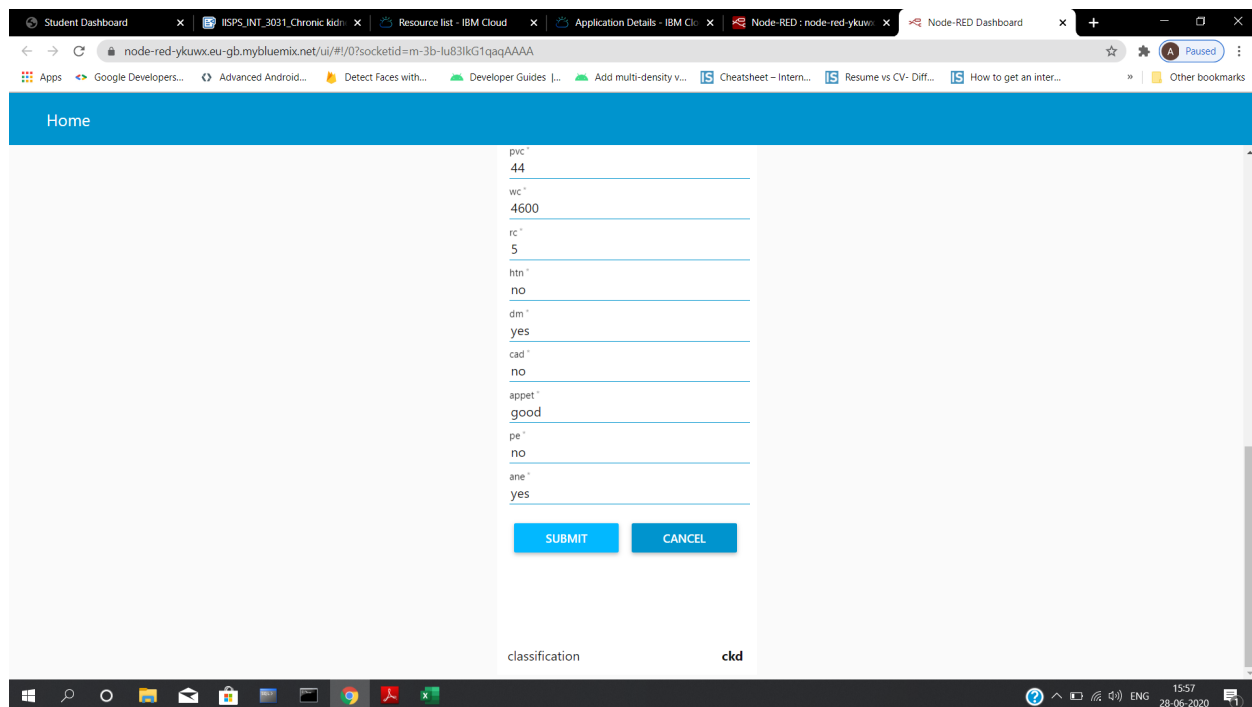 Student Dashboard
IISPS_INT_3031_Chronic kidn
Resource list - IBM Cloud
Application Details - IBM Clo
Node-RED : node-red-ykuwx
Node-RED Dashboard
node-red-ykuwx.eu-gb.mybluemix.net/ui/#!/0?socketid=m-3b-Iu83IkG1qaqAAAA
A Paused
Apps
Google Developers...
Advanced Android...
Detect Faces with...
Developer Guides |...
Add multi-density v...
IS Cheatsheet – Intern...
IS Resume vs CV- Diff...
IS How to get an inter...
»
Other bookmarks
Home
pvc *
44
wc *
4600
rc *
5
htn *
no
dm *
yes
cad *
no
appet *
good
pe *
no
ane *
yes
SUBMIT CANCEL
classification ckd
ENG
15:57
28-06-2020